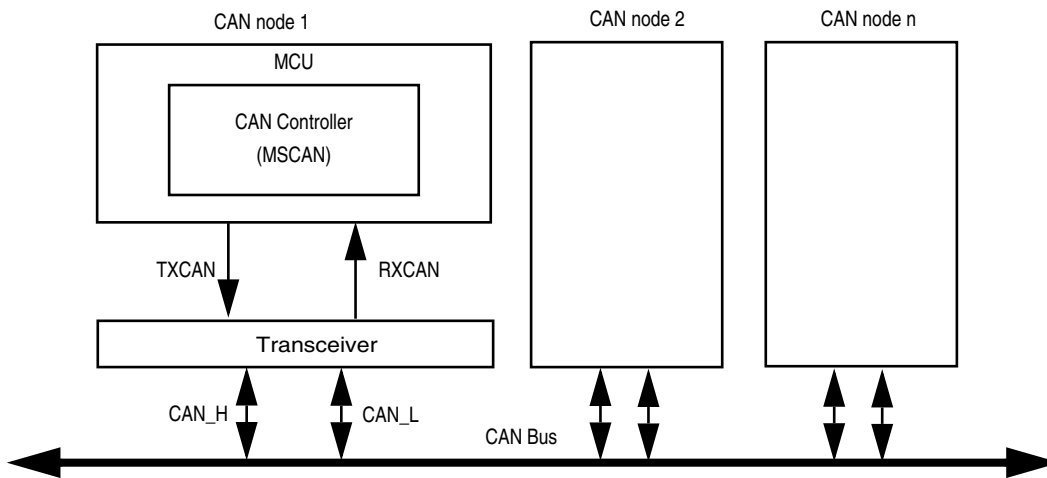 CAN node 1
CAN node 2
CAN node n
MCU
CAN Controller
(MSCAN)
TXCAN
RXCAN
Transceiver
CAN_H
CAN_L
CAN Bus